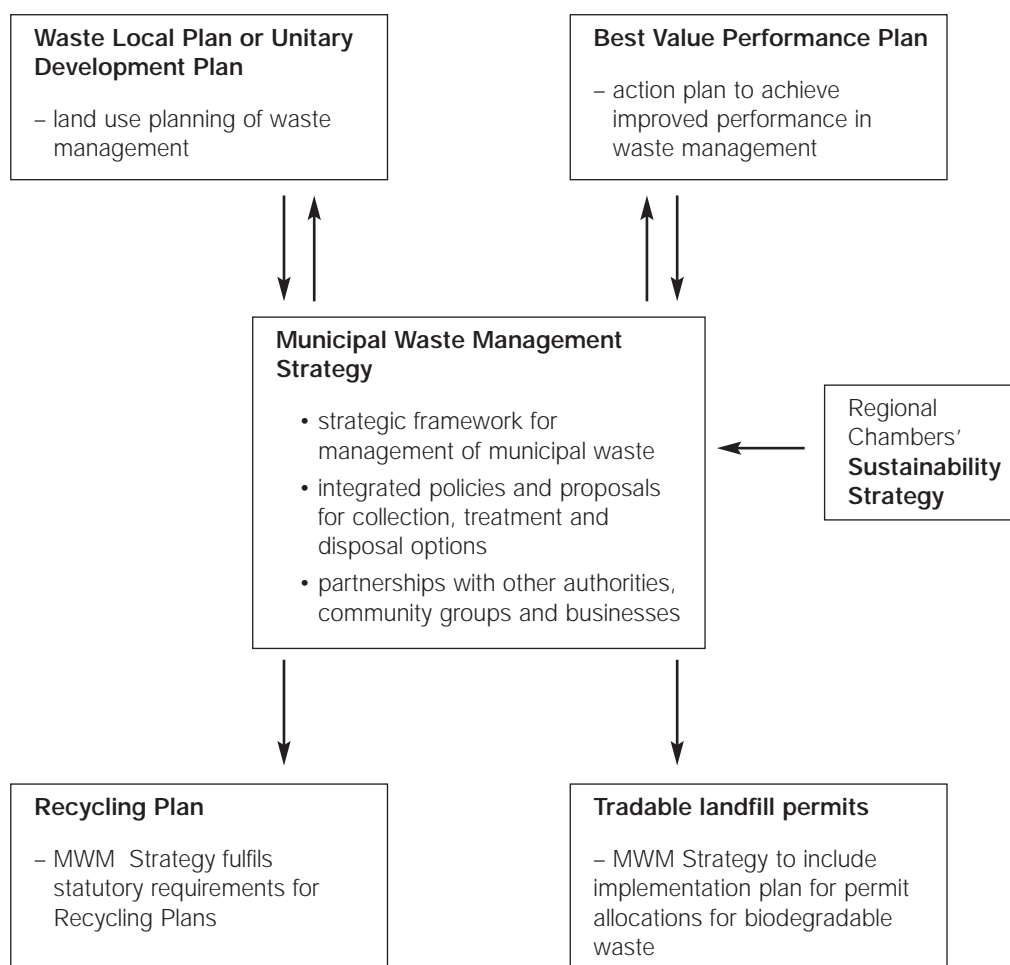 Waste Local Plan or Unitary
Development Plan
– land use planning of waste
management
Best Value Performance Plan
– action plan to achieve
improved performance in
waste management
Municipal Waste Management
Strategy
• strategic framework for
management of municipal waste
• integrated policies and proposals
for collection, treatment and
disposal options
• partnerships with other authorities,
community groups and businesses
Regional
Chambers’
Sustainability
Strategy
Recycling Plan
– MWM Strategy fulfils
statutory requirements for
Recycling Plans
Tradable landfill permits
– MWM Strategy to include
implementation plan for permit
allocations for biodegradable
waste